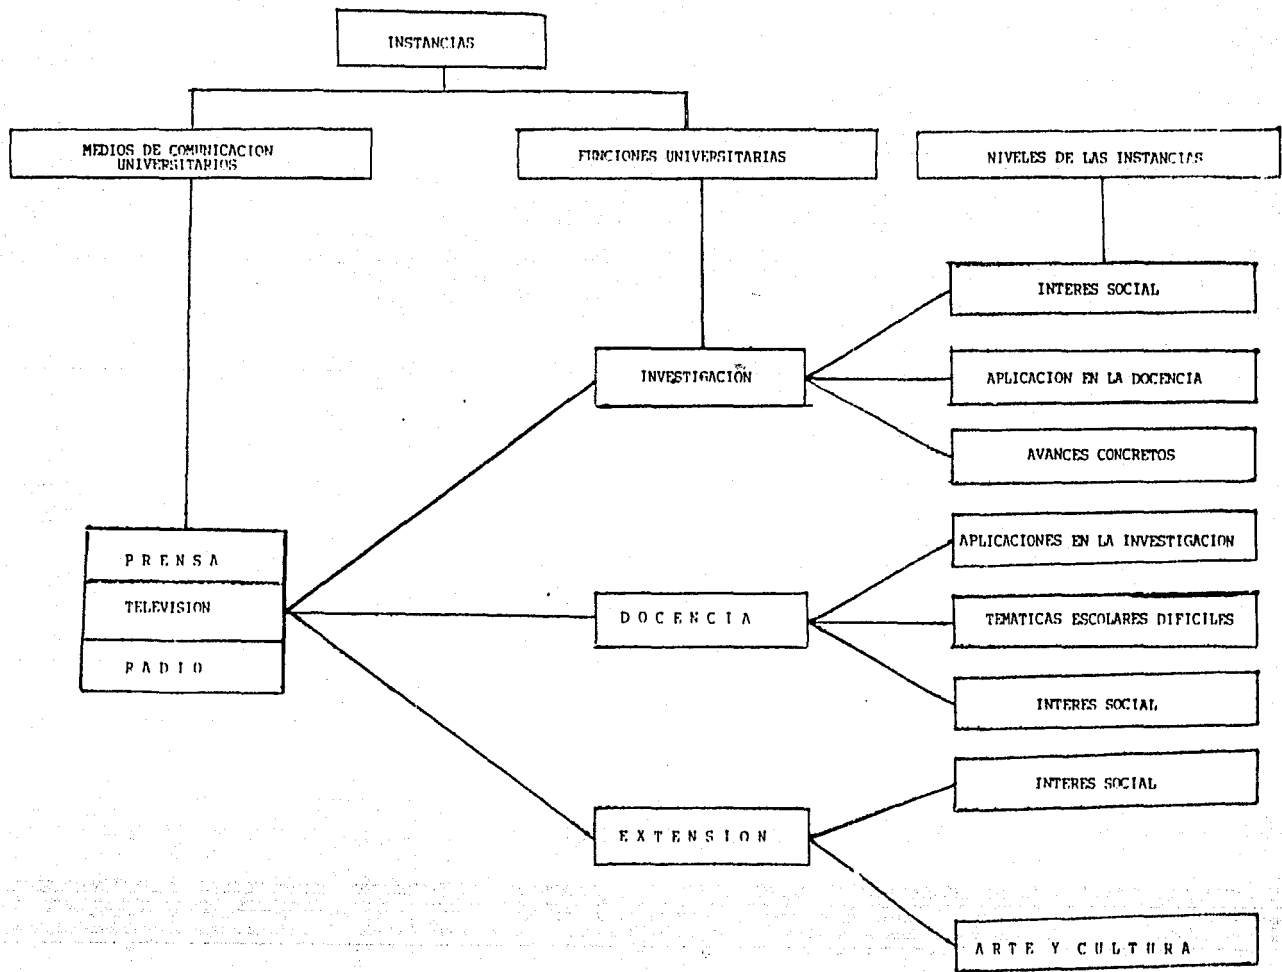 INSTANCIAS
MEDIOS DE COMUNICACION
UNIVERSITARIOS
FUNCIONES UNIVERSITARIAS
NIVELES DE LAS INSTANCIAS
INTERES SOCIAL
INVESTIGACIÓN
APLICACION EN LA DOCENCIA
AVANCES CONCRETOS
PRENSA
APLICACIONES EN LA INVESTIGACION
TELEVISION
DOCENCIA
TEMATICAS ESCOLARES DIFICILES
RADIO
INTERES SOCIAL
INTERES SOCIAL
EXTENSION
ARTE Y CULTURA